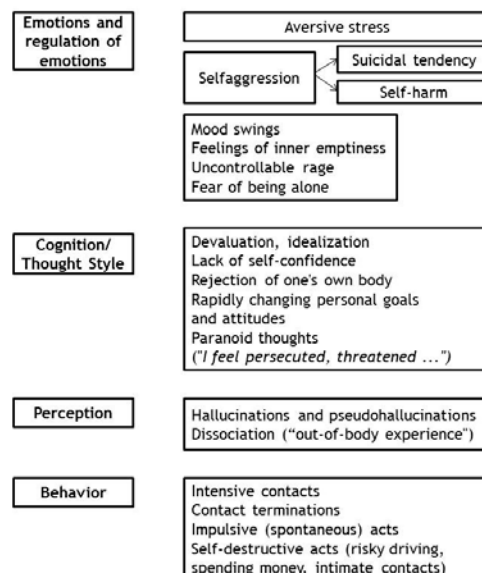 Emotions and
regulation of
emotions
Aversive stress
Selfaggression
Suicidal tendency
Self-harm
Mood swings
Feelings of inner emptiness
Uncontrollable rage
Fear of being alone
Cognition/
Thought Style
Devaluation, idealization
Lack of self-confidence
Rejection of one's own body
Rapidly changing personal goals
and attitudes
Paranoid thoughts
("I feel persecuted, threatened ...")
Perception
Hallucinations and pseudohallucinations
Dissociation (“out-of-body experience")
Behavior
Intensive contacts
Contact terminations
Impulsive (spontaneous) acts
Self-destructive acts (risky driving,
spending money, intimate contacts)